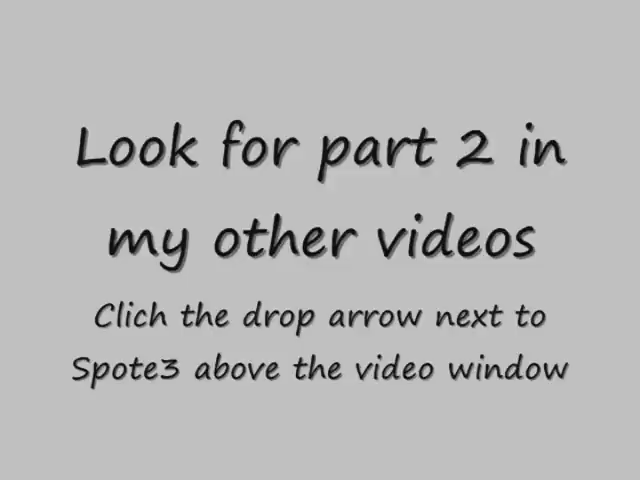 Look for part 2 in
my other videos
Clich the drop arrow next to
Spote3 above the video window